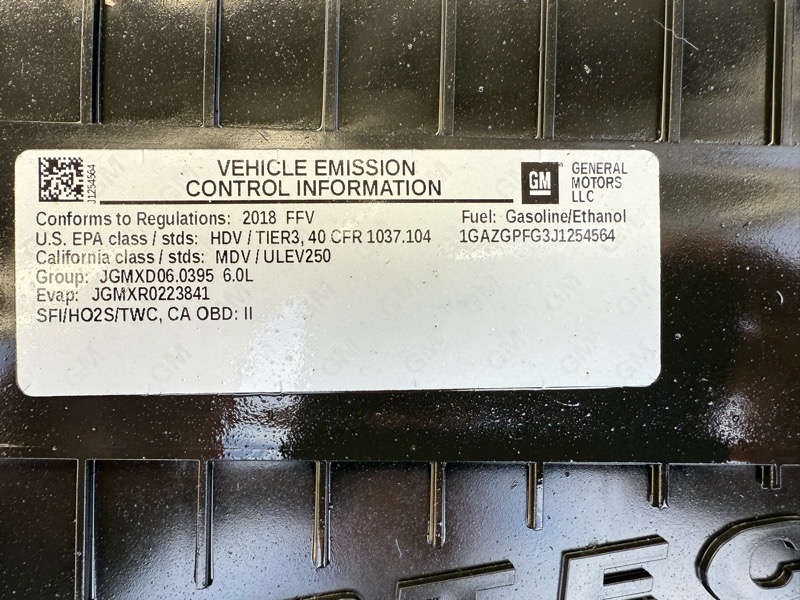 VEHICLE EMISSION
CONTROL INFORMATION
J1254564
GM
GENERAL
MOTORS
LLC
Conforms to Regulations: 2018 FFV
Fuel: Gasoline/Ethanol
U.S. EPA class / stds: HDV / TIER3, 40 CFR 1037.104
1GAZGPFG3J1254564
California class / stds: MDV / ULEV250
Group: JGMXD06.0395 6.0L
Evap: JGMXR0223841
SFI/HO2S/TWC, CA OBD: II
TEC